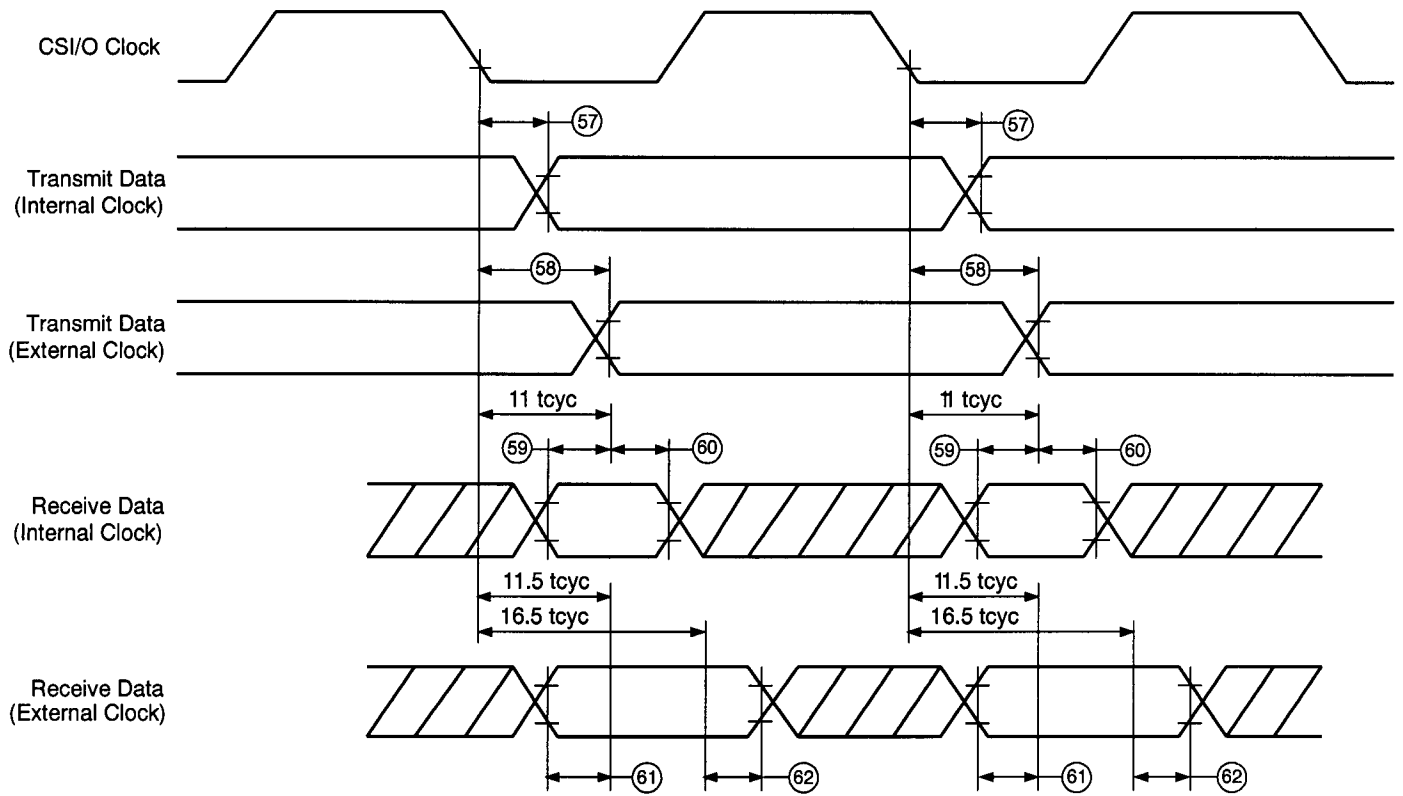 CSI/O Clock
57
57
Transmit Data
(Internal Clock)
58
58
Transmit Data
(External Clock)
11 tcyc
11 tcyc
59
60
59
60
Receive Data
(Internal Clock)
11.5 tcyc
11.5 tcyc
16.5 tcyc
16.5 tcyc
Receive Data
(External Clock)
61
62
61
62